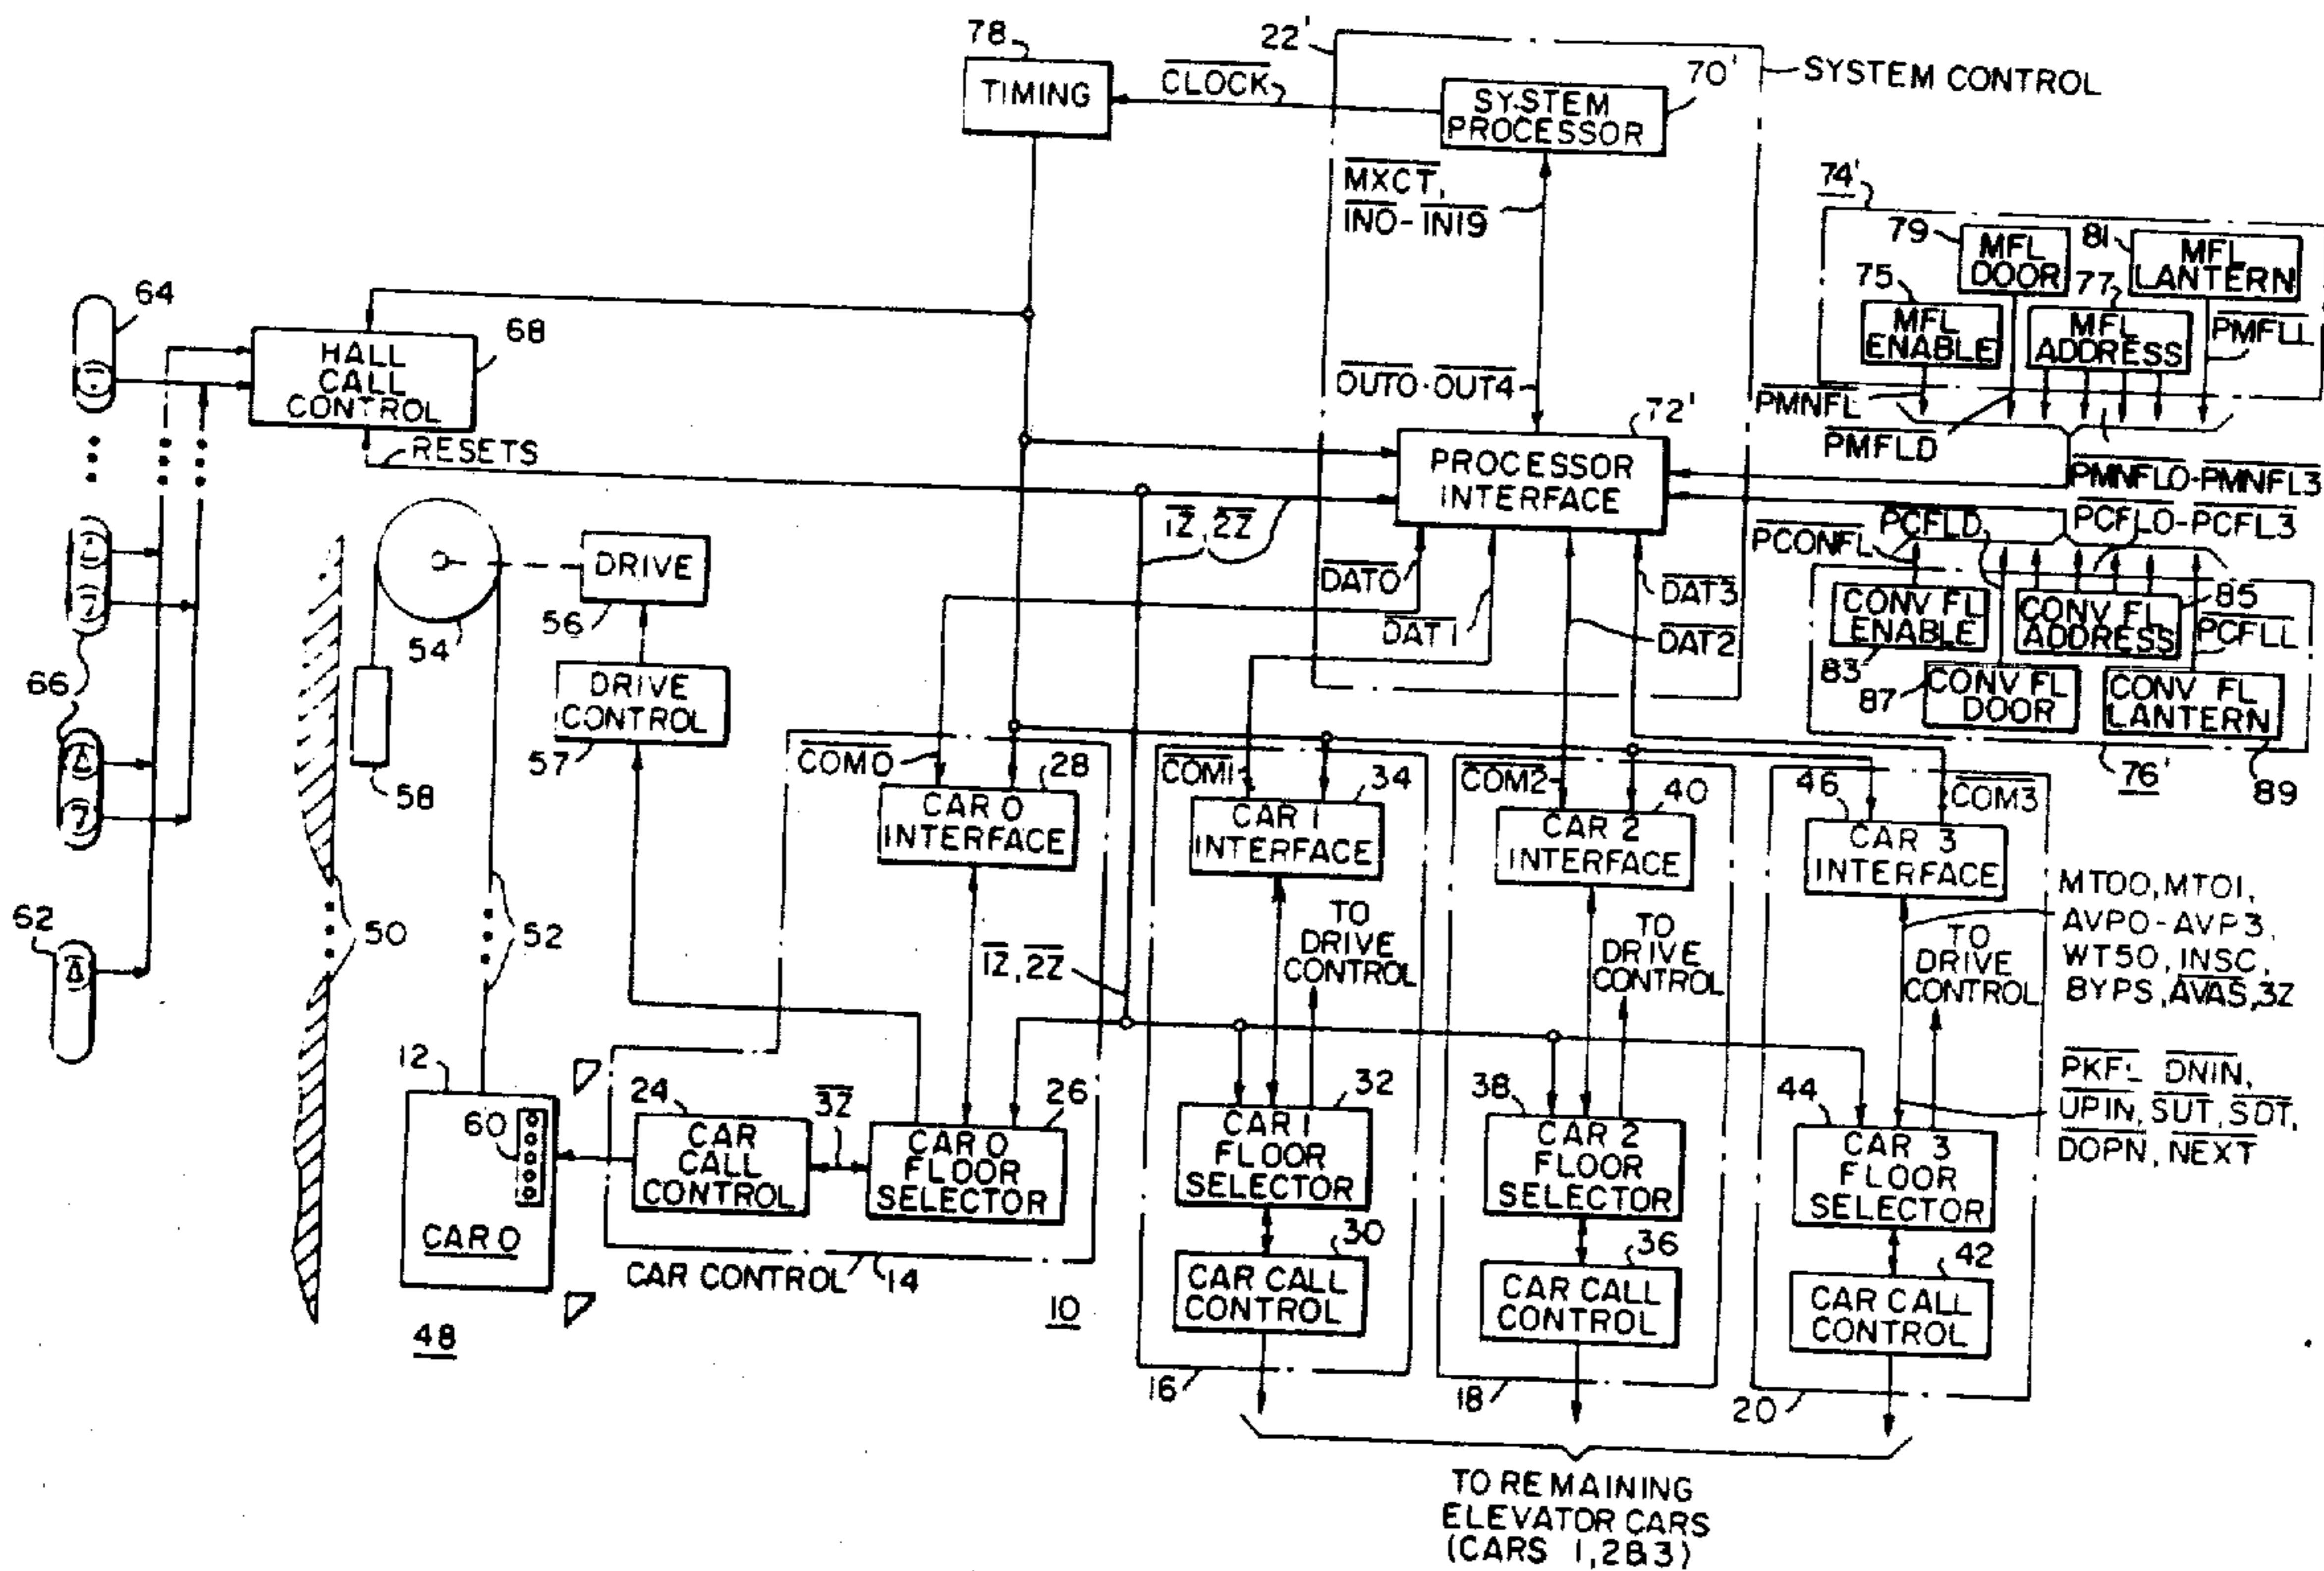 78
TIMING
CLOCK
22'
70'
SYSTEM CONTROL
SYSTEM
PROCESSOR
MXCT,
IN0-IN19
OUT0-OUT4
72'
PROCESSOR
INTERFACE
74'
79
MFL
DOOR
81
MFL
LANTERN
75
MFL
ENABLE
77
MFL
ADDRESS
PMFLL
PMNFL
PMFLD
PMNFL0-PMNFL3
PCFLD
PCFL0-PCFL3
PCONFL
CONV FL
ENABLE
83
CONV FL
ADDRESS
85
PCFLL
87
CONV FL
DOOR
CONV FL
LANTERN
76'
89
64
HALL
CALL
CONTROL
68
RESETS
1Z, 2Z
DAT0
DAT1
DAT2
DAT3
66
62
54
DRIVE
56
DRIVE
CONTROL
57
58
50
52
COM0
28
CAR 0
INTERFACE
COM1
34
CAR 1
INTERFACE
COM2
40
CAR 2
INTERFACE
46
COM3
CAR 3
INTERFACE
1Z, 2Z
TO
DRIVE
CONTROL
TO
DRIVE
CONTROL
TO
DRIVE
CONTROL
MT00, MT01,
AVP0-AVP3,
WT50, INSC,
BYPS, AVAS, 3Z
PKFL DNIN,
UPIN, SUT, SDT,
DOPN, NEXT
12
60
CAR 0
48
24
CAR
CALL
CONTROL
3Z
26
CAR 0
FLOOR
SELECTOR
CAR CONTROL
14
10
32
CAR 1
FLOOR
SELECTOR
30
CAR CALL
CONTROL
16
38
CAR 2
FLOOR
SELECTOR
36
CAR CALL
CONTROL
18
44
CAR 3
FLOOR
SELECTOR
42
CAR CALL
CONTROL
20
TO REMAINING
ELEVATOR CARS
(CARS 1,2&3)